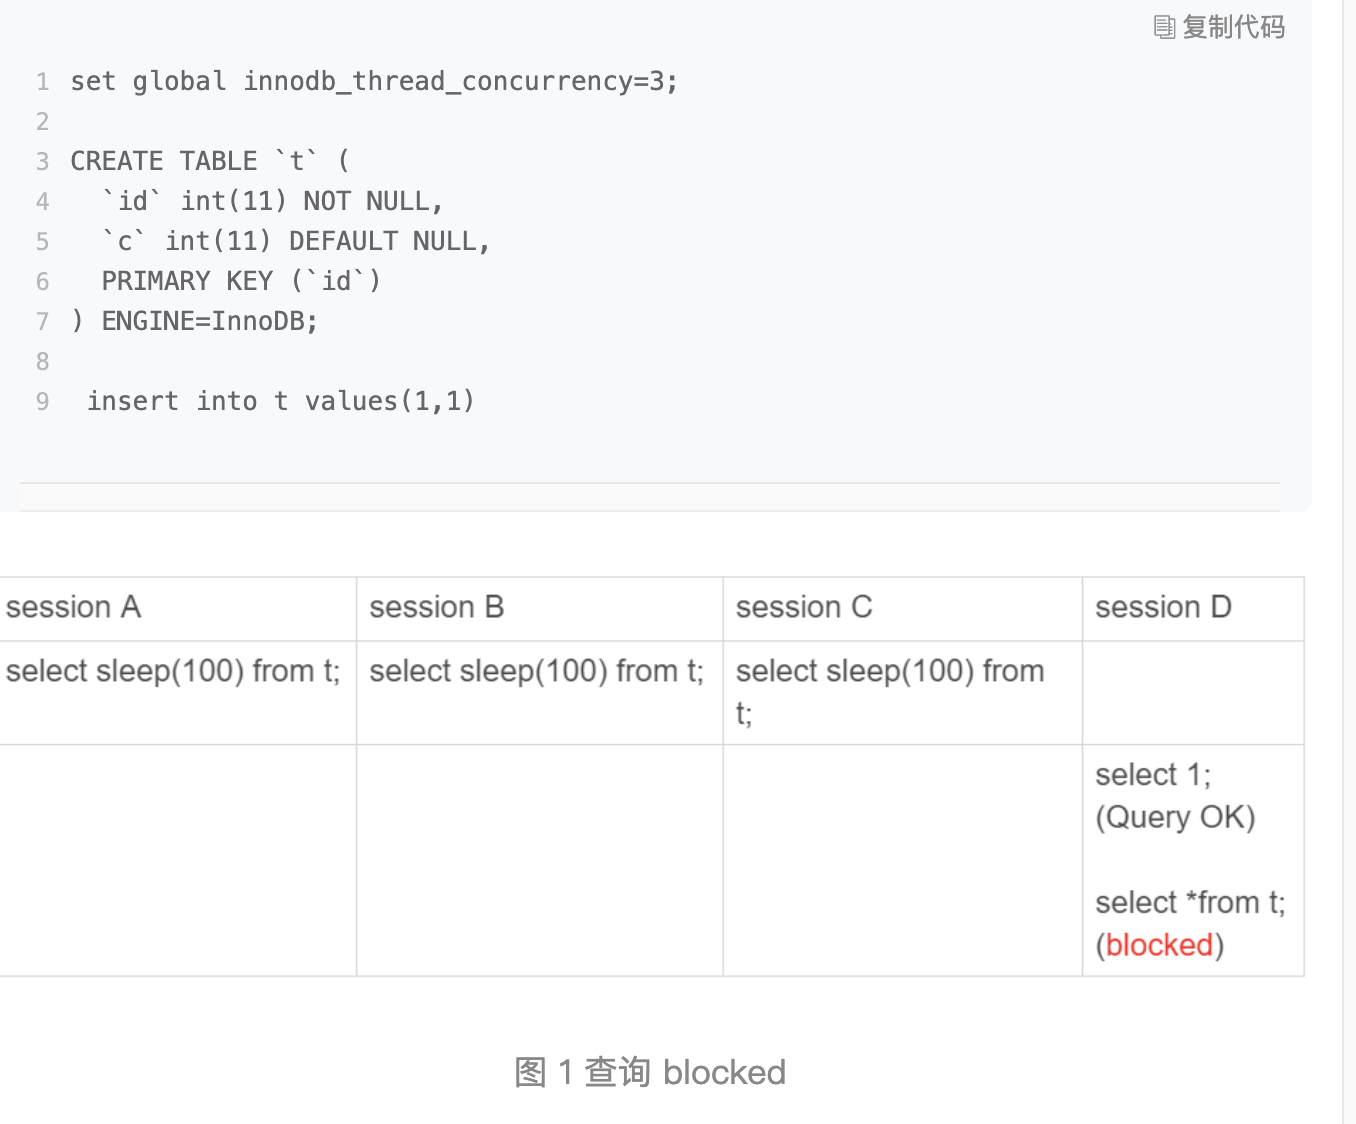 复制代码
1 set global innodb_thread_concurrency=3;
2
3 CREATE TABLE `t` (
4   `id` int(11) NOT NULL,
5   `c` int(11) DEFAULT NULL,
6   PRIMARY KEY (`id`)
7 ) ENGINE=InnoDB;
8
9  insert into t values(1,1)
session A session B session C session D
select sleep(100) from t; select sleep(100) from t; select sleep(100) from
t;
select 1;
(Query OK)
select *from t;
(blocked)
图 1 查询 blocked